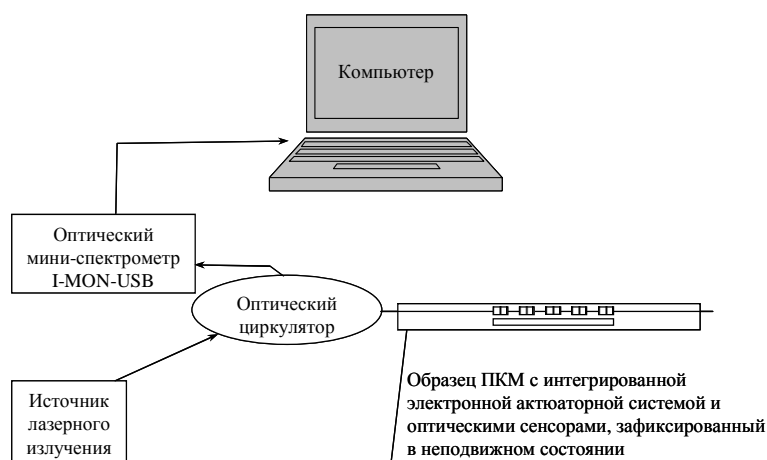 Компьютер
Оптический
мини-спектрометр
I-MON-USB
Оптический
циркулятор
Источник
лазерного
излучения
Образец ПКМ с интегрированной
электронной актюаторной системой и
оптическими сенсорами, зафиксированный
в неподвижном состоянии